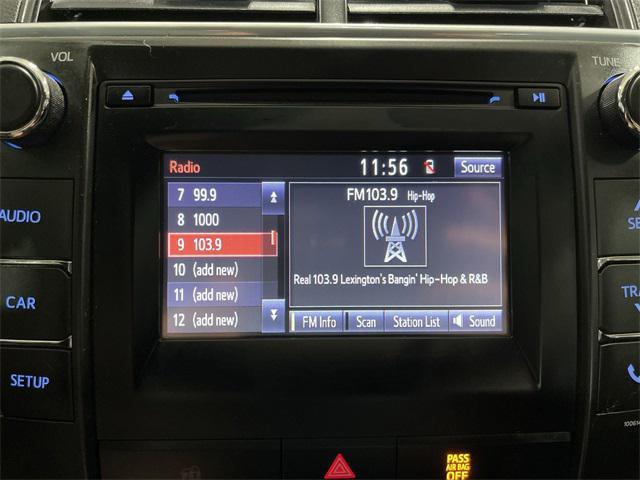 VOL
TUNE
Radio 11:56 Source
7 99.9
8 1000
9 103.9
10 (add new)
11 (add new)
12 (add new)
FM103.9 Hip-Hop
Real 103.9 Lexington's Bangin' Hip-Hop & R&B
FM Info Scan Station List Sound
AUDIO
CAR
SETUP
SE
TRA
PASS
AIR BAG
OFF